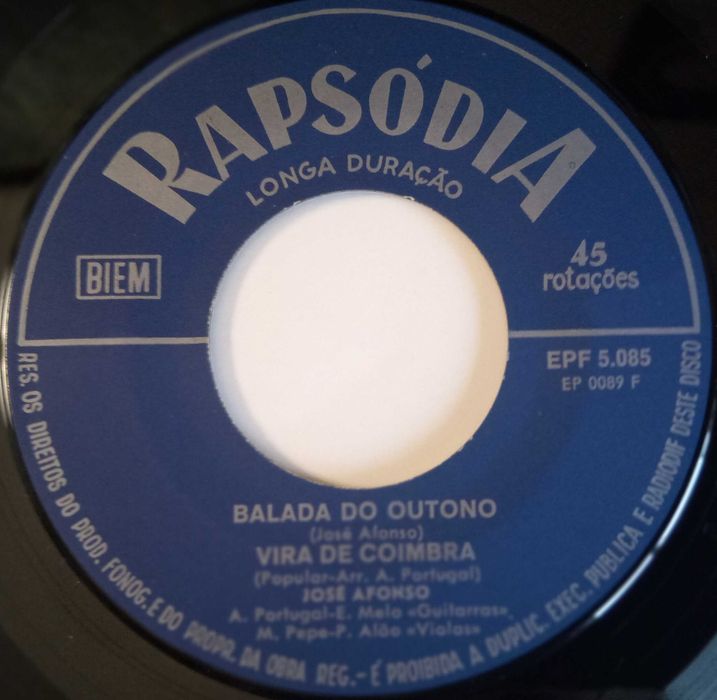 RAPSÓDIA
LONGA DURAÇÃO
BIEM
45
rotações
EPF 5.085
EP 0089 F
BALADA DO OUTONO
(José Afonso)
VIRA DE COIMBRA
(Popular-Arr. A. Portugal)
JOSÉ AFONSO
A. Portugal-E. Melo «Guitarras»
M. Pepe-P. Alão «Violas»
RES. OS DIREITOS DO PROD. FONOG. E DO PROPR. DA OBRA REG.-É PROIBIDA A DUPLIC. EXEC. PUBLICA E RADIODIF DESTE DISCO